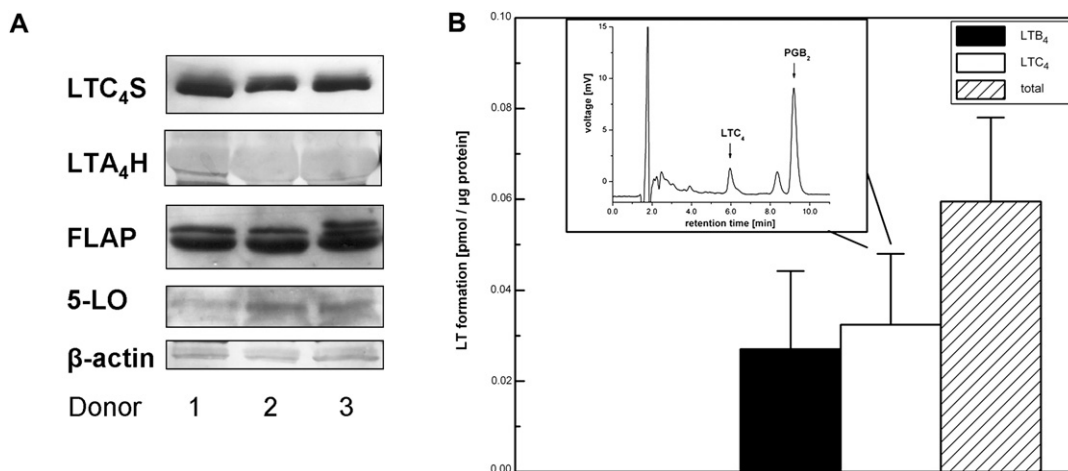 A
LTC₄S
LTA₄H
FLAP
5-LO
β-actin
Donor 1 2 3
B
LT formation [pmol / µg protein]
0.10
0.08
0.06
0.04
0.02
0.00
LTB₄
LTC₄
total
voltage [mV]
15
10
5
0
PGB₂
LTC₄
0.0 2.0 4.0 6.0 8.0 10.0
retention time [min]